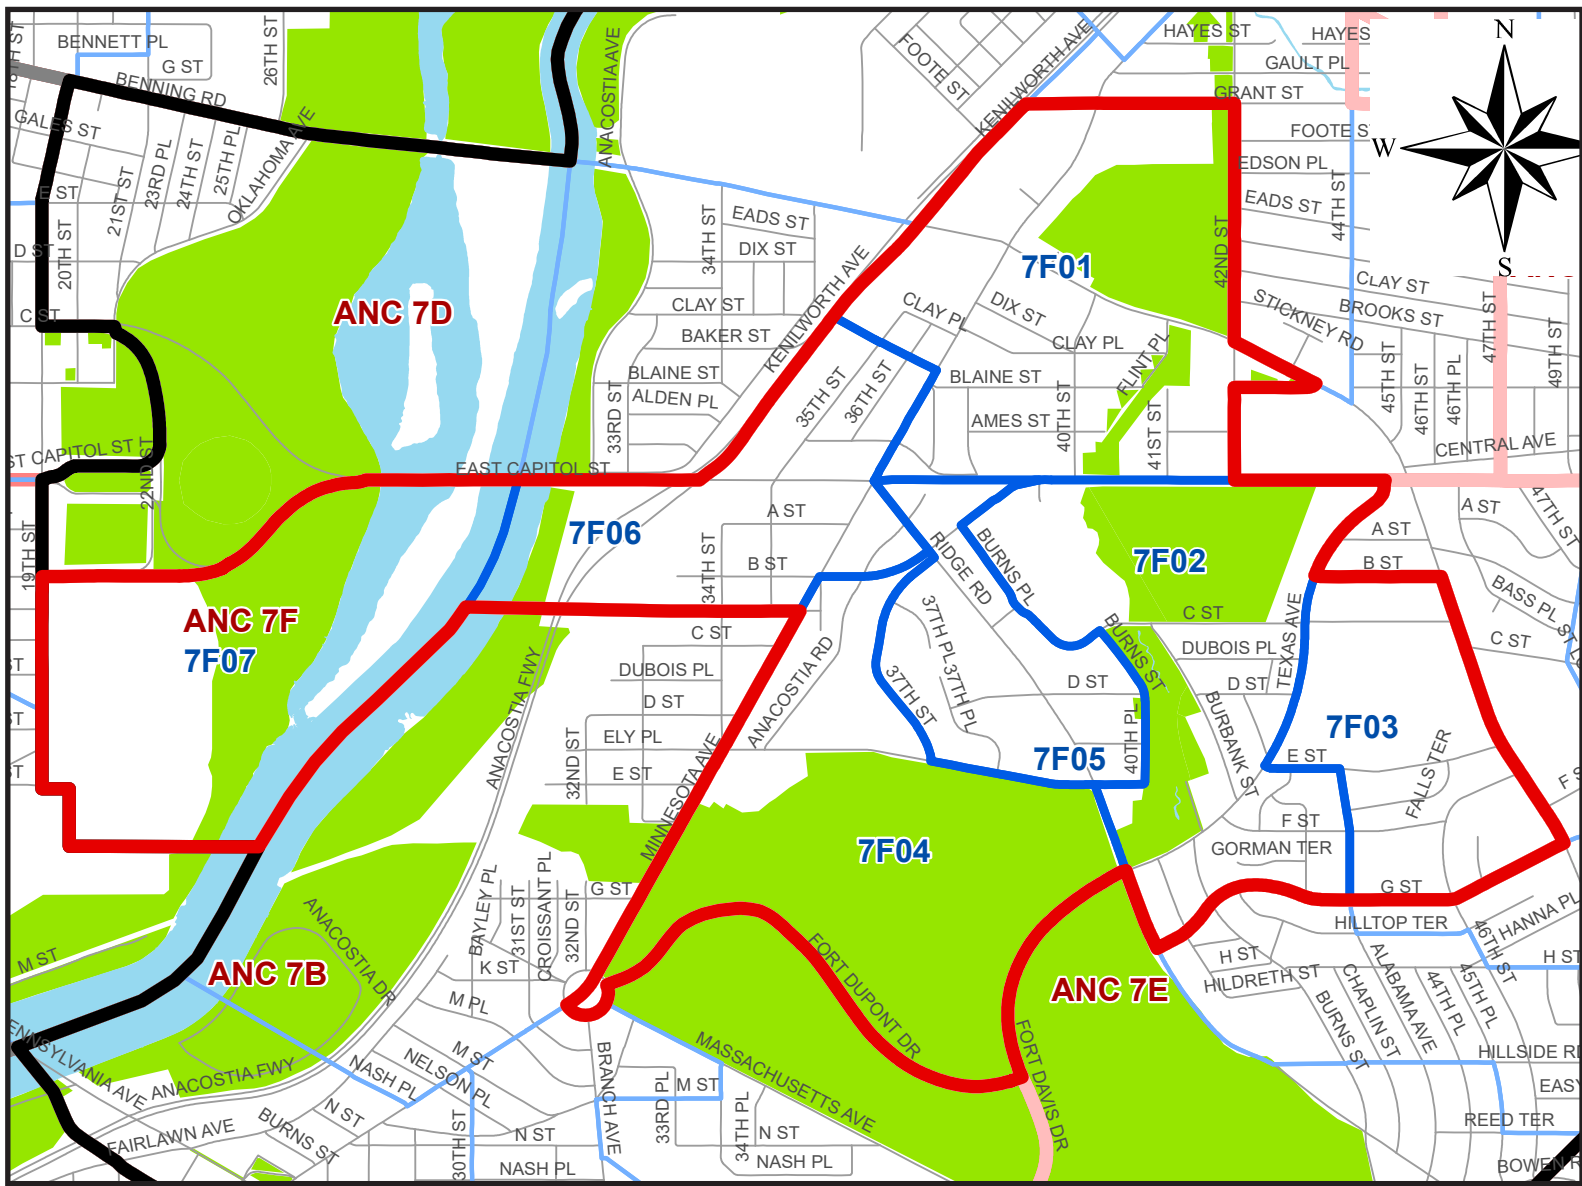 BENNETT PL
G ST
26TH ST
BENNING RD
GALES ST
E ST
D ST
C ST
20TH ST
21ST ST
23RD PL
24TH ST
25TH PL
OKLAHOMA AVE
ANACOSTIA AVE
FOOTE ST
KENILWORTH AVE
HAYES ST
HAYES
GAULT PL
GRANT ST
FOOTE S
EDSON PL
EADS ST
44TH ST
42ND ST
N
W
S
34TH ST
EADS ST
DIX ST
CLAY ST
BAKER ST
KENILWORTH AVE
BLAINE ST
ALDEN PL
33RD ST
7F01
ANC 7D
CLAY PL
DIX ST
CLAY PL
FLINT PL
STICKNEY RD
CLAY ST
BROOKS ST
47TH ST
49TH ST
45TH ST
46TH ST
46TH PL
35TH ST
36TH ST
BLAINE ST
AMES ST
40TH ST
41ST ST
CENTRAL AVE
ST CAPITOL ST
22ND ST
EAST CAPITOL ST
19TH ST
7F06
A ST
B ST
34TH ST
RIDGE RD
BURNS PL
7F02
A ST
A ST
47TH ST
B ST
BASS PL
C ST
ANC 7F
7F07
C ST
DUBOIS PL
D ST
ELY PL
E ST
32ND ST
ANACOSTIA RD
MINNESOTA AVE
ANACOSTIA FWY
37TH PL
37TH PL
37TH ST
D ST
40TH PL
7F05
BURNS ST
C ST
DUBOIS PL
D ST
TEXAS AVE
BURBANK ST
7F03
E ST
FALLS TER
F ST
GORMAN TER
G ST
7F04
G ST
BAYLEY PL
31ST ST
CROISSANT PL
32ND ST
K ST
ANACOSTIA DR
M ST
ANC 7B
M PL
M ST
NELSON PL
NASH PL
ANACOSTIA FWY
ENNSYLVANIA AVE
FAIRLAWN AVE
BURNS ST
N ST
30TH ST
N ST
NASH PL
BRANCH AVE
33RD PL
M ST
34TH PL
N ST
NASH PL
MASSACHUSETTS AVE
FORT DUPONT DR
FORT DAVIS DR
ANC 7E
HILLTOP TER
HANNA PL
46TH ST
H ST
H ST
HILDRETH ST
BURNS ST
CHAPLIN ST
ALABAMA AVE
44TH PL
45TH PL
HILLSIDE RD
EASY
REED TER
BOWEN R